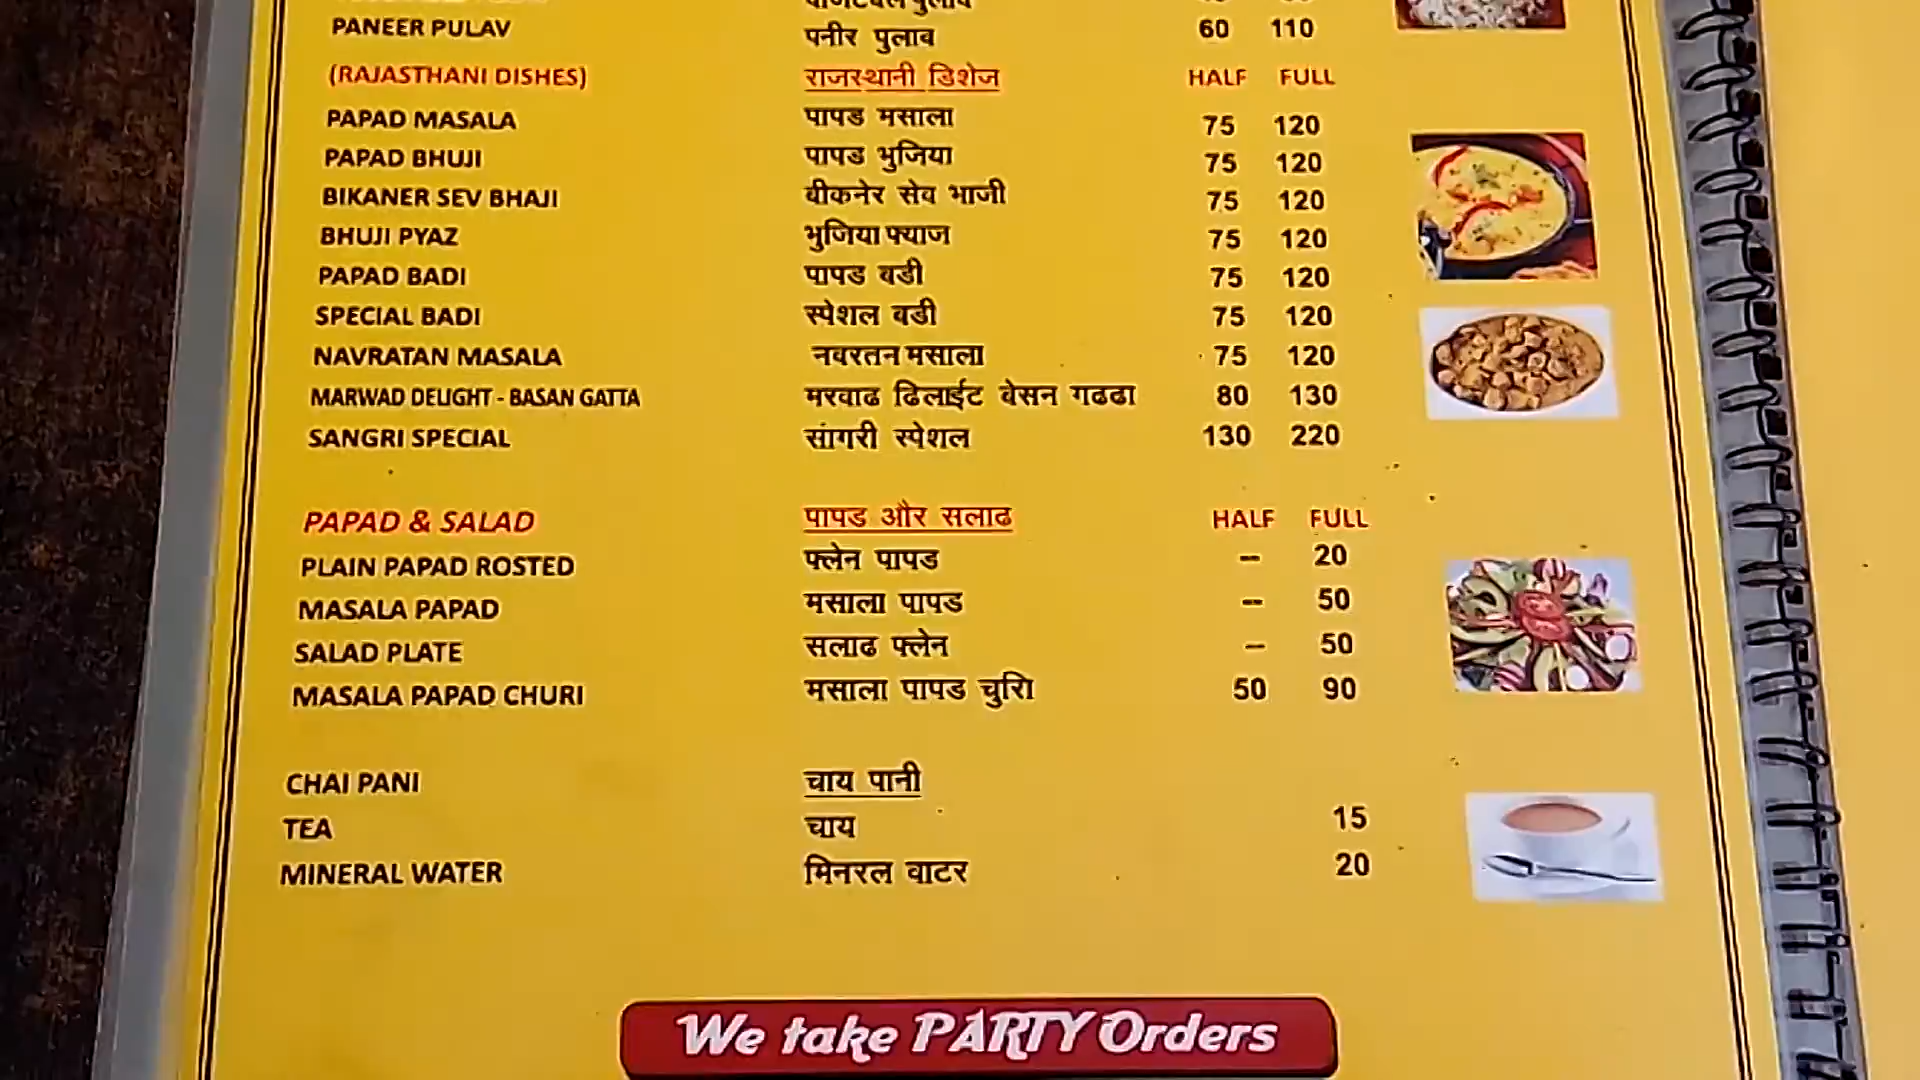 PANEER PULAV पनीर पुलाव 60 110
(RAJASTHANI DISHES) राजस्थानी डिशेज HALF FULL
PAPAD MASALA पापड मसाला 75 120
PAPAD BHUJI पापड भुजिया 75 120
BIKANER SEV BHAJI बीकनेर सेव भाजी 75 120
BHUJI PYAZ भुजिया प्याज 75 120
PAPAD BADI पापड वडी 75 120
SPECIAL BADI स्पेशल वडी 75 120
NAVRATAN MASALA नवरतन मसाला 75 120
MARWAD DELIGHT - BASAN GATTA मरवाढ ढिलाईट बेसन गढढा 80 130
SANGRI SPECIAL सांगरी स्पेशल 130 220
PAPAD & SALAD पापड और सलाढ HALF FULL
PLAIN PAPAD ROSTED फ्लेन पापड -- 20
MASALA PAPAD मसाला पापड -- 50
SALAD PLATE सलाढ फ्लेन -- 50
MASALA PAPAD CHURI मसाला पापड चुरिा 50 90
CHAI PANI चाय पानी
TEA चाय 15
MINERAL WATER मिनरल वाटर 20
We take PARTY Orders